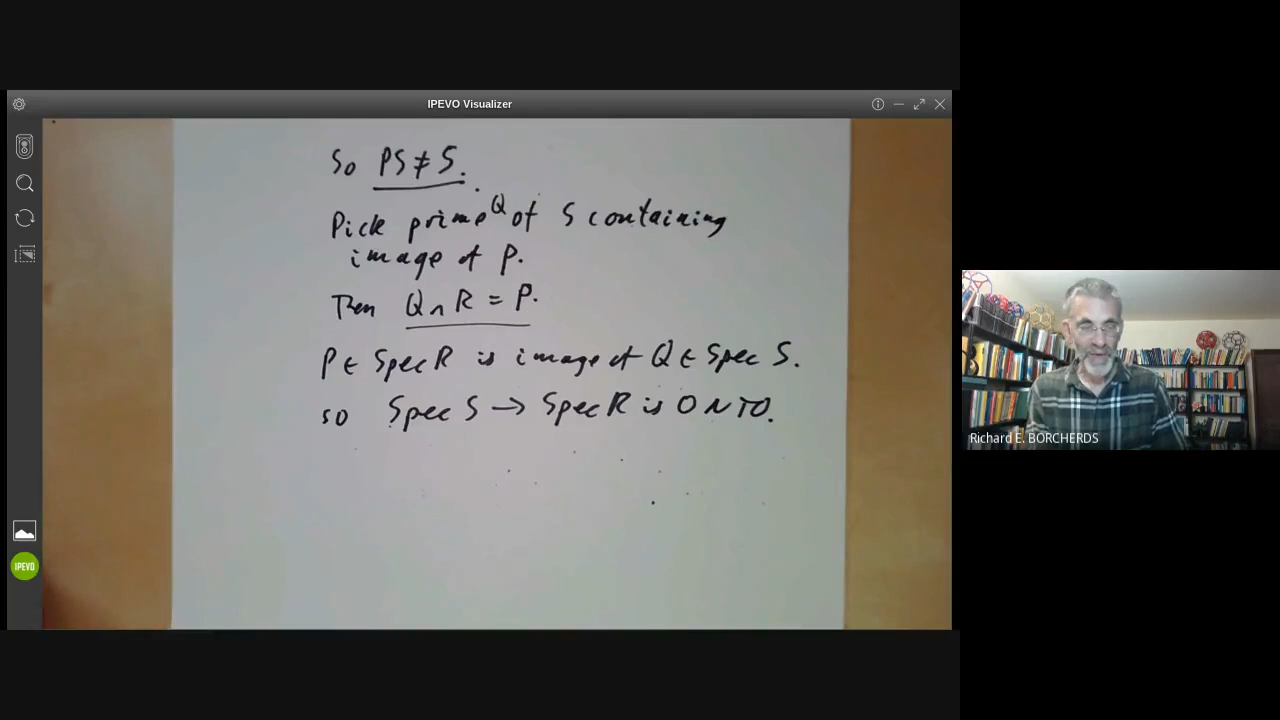 IPEVO Visualizer
So PS ≠ S.
Pick prime Q of S containing
image of P.
Then Q ∩ R = P.
P ∈ Spec R is image of Q ∈ Spec S.
so Spec S → Spec R is ONTO.
Richard E. BORCHERDS
IPEVO